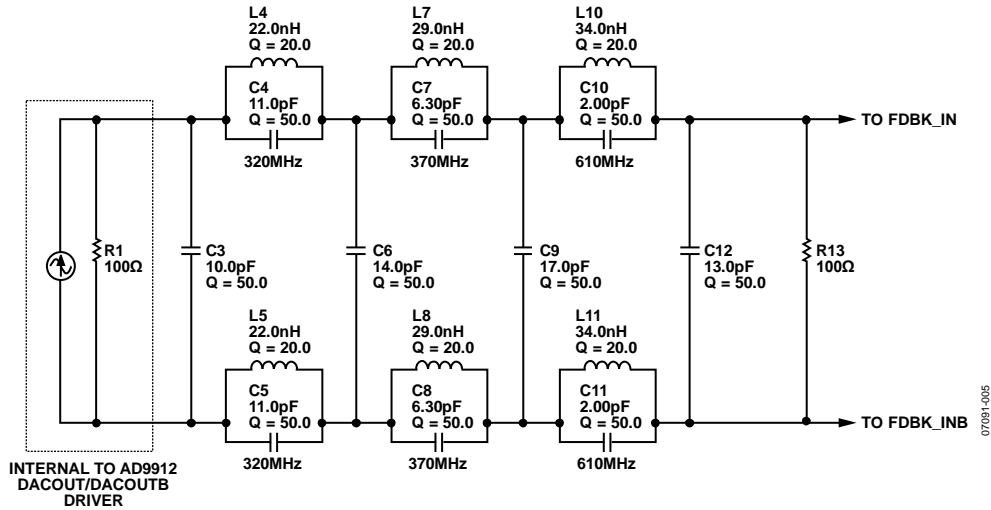 L4
22.0nH
Q = 20.0
C4
11.0pF
Q = 50.0
320MHz
L7
29.0nH
Q = 20.0
C7
6.30pF
Q = 50.0
370MHz
L10
34.0nH
Q = 20.0
C10
2.00pF
Q = 50.0
610MHz
TO FDBK_IN
R1
100Ω
C3
10.0pF
Q = 50.0
C6
14.0pF
Q = 50.0
C9
17.0pF
Q = 50.0
C12
13.0pF
Q = 50.0
R13
100Ω
L5
22.0nH
Q = 20.0
C5
11.0pF
Q = 50.0
320MHz
L8
29.0nH
Q = 20.0
C8
6.30pF
Q = 50.0
370MHz
L11
34.0nH
Q = 20.0
C11
2.00pF
Q = 50.0
610MHz
TO FDBK_INB
INTERNAL TO AD9912
DACOUT/DACOUTB
DRIVER
07091-005